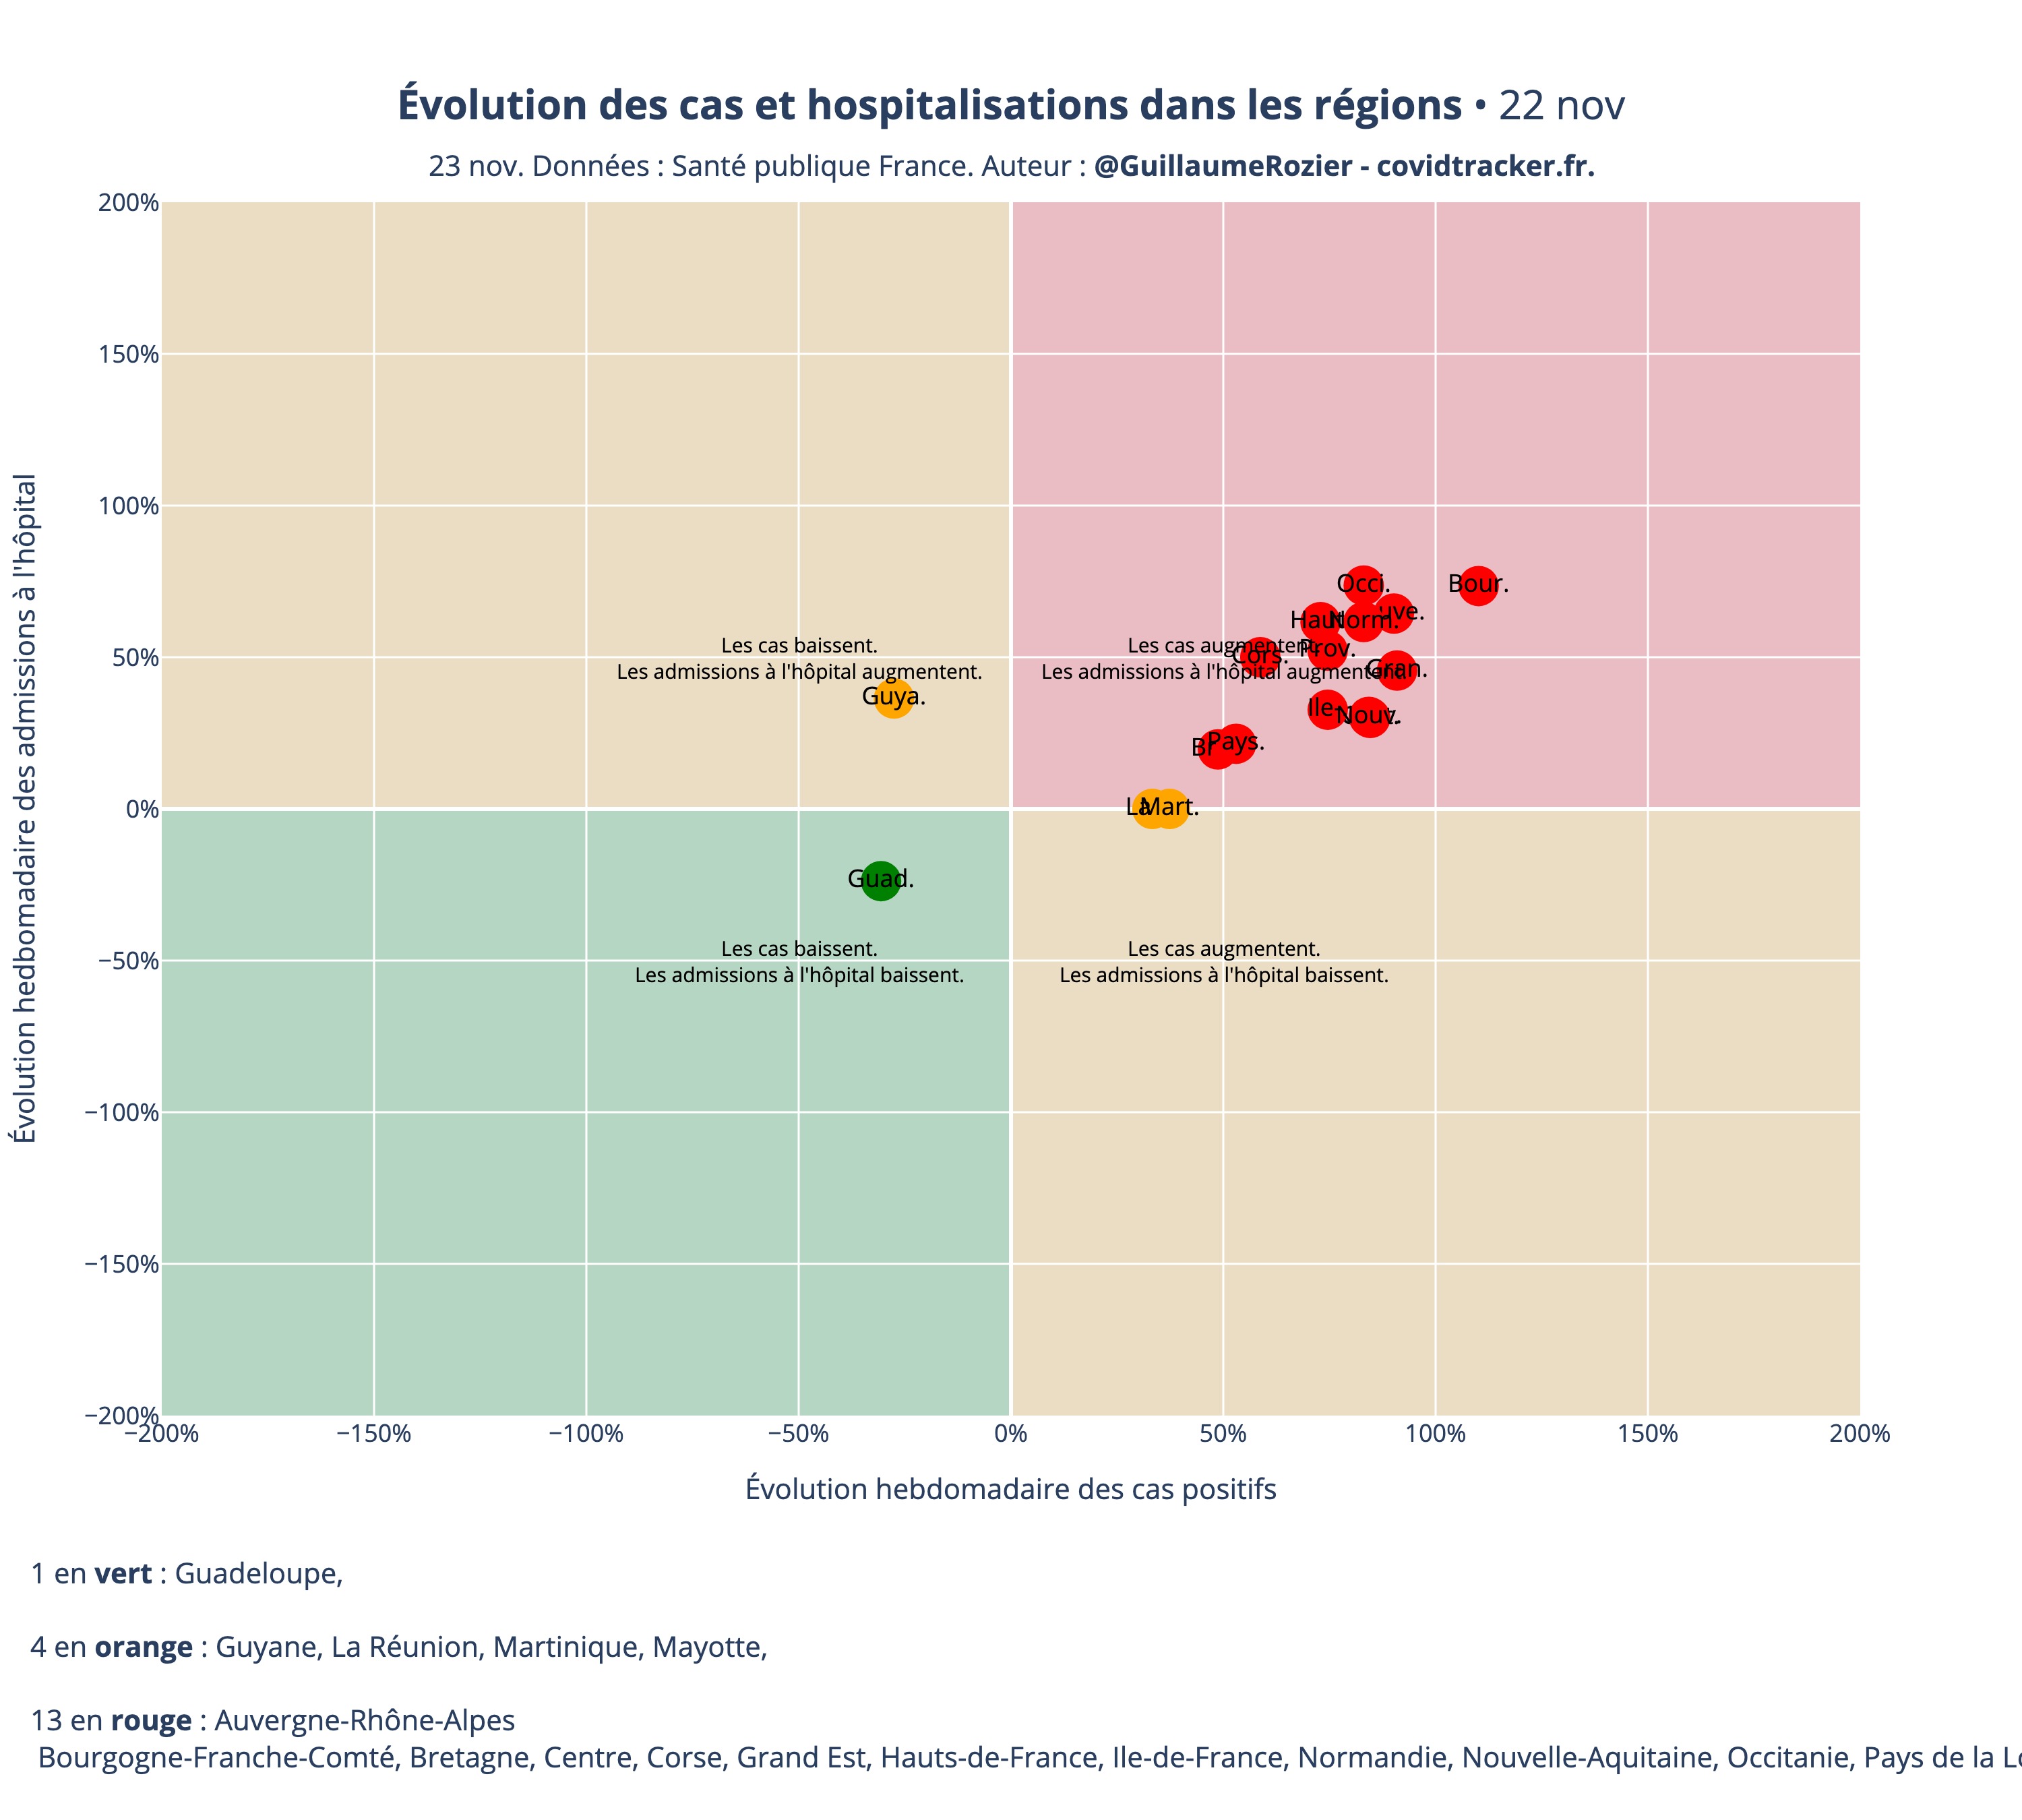 Évolution des cas et hospitalisations dans les régions • 22 nov
23 nov. Données : Santé publique France. Auteur : @GuillaumeRozier - covidtracker.fr.
Évolution hedbomadaire des admissions à l'hôpital
200%
150%
100%
50%
0%
−50%
−100%
−150%
−200%
Les cas baissent.
Les admissions à l'hôpital augmentent.
Les cas augmentent.
Les admissions à l'hôpital augmentent.
Occi.
Bour.
Haut
Norm.
uve.
Prov.
Cors.
Gran.
Guya.
Ile-
Nouv.
Pays.
Br
La
Mart.
Guad.
Les cas baissent.
Les admissions à l'hôpital baissent.
Les cas augmentent.
Les admissions à l'hôpital baissent.
−200%
−150%
−100%
−50%
0%
50%
100%
150%
200%
Évolution hebdomadaire des cas positifs
1 en vert : Guadeloupe,
4 en orange : Guyane, La Réunion, Martinique, Mayotte,
13 en rouge : Auvergne-Rhône-Alpes
Bourgogne-Franche-Comté, Bretagne, Centre, Corse, Grand Est, Hauts-de-France, Ile-de-France, Normandie, Nouvelle-Aquitaine, Occitanie, Pays de la